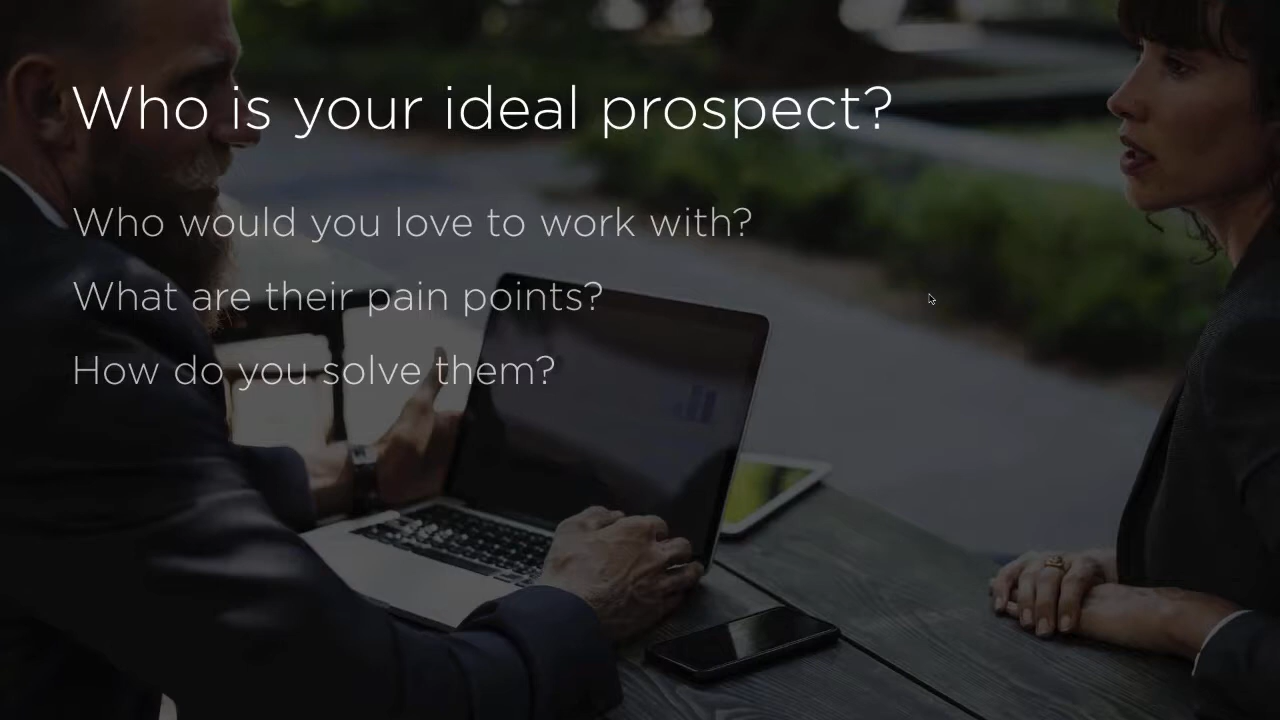 Who is your ideal prospect?
Who would you love to work with?
What are their pain points?
How do you solve them?